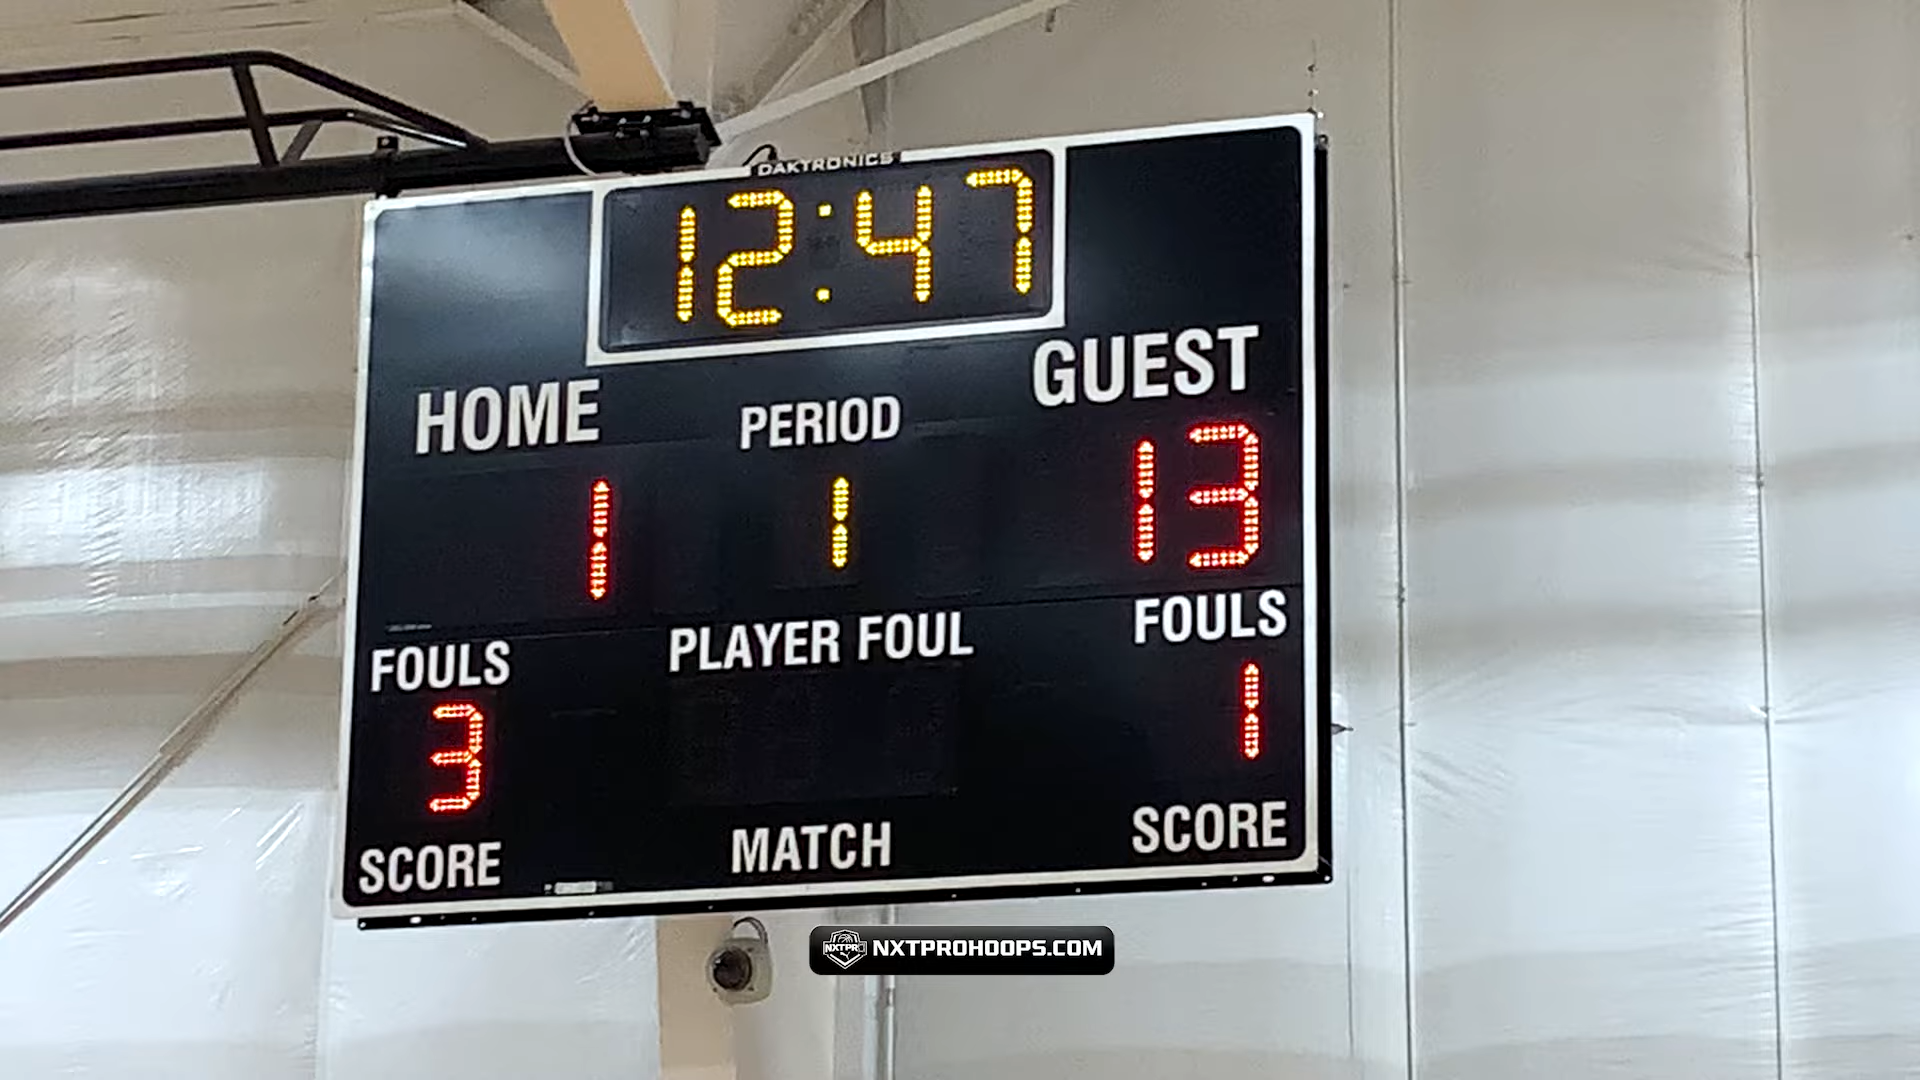 DAKTRONICS
12:47
HOME PERIOD GUEST
1 1 13
FOULS PLAYER FOUL FOULS
3 1
SCORE MATCH SCORE
NXTPRO NXTPROHOOPS.COM